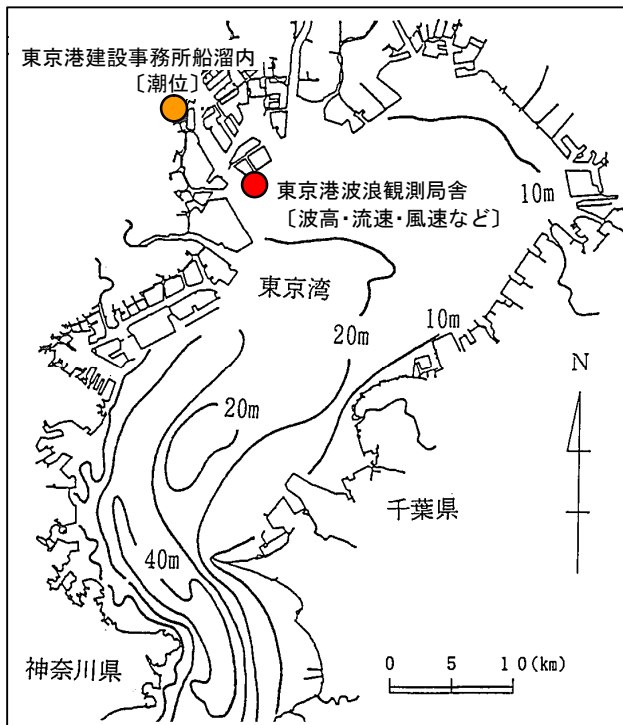 東京港建設事務所船溜内
〔潮位〕
東京港波浪観測局舎
〔波高・流速・風速など〕
10m
東京湾
10m
20m
N
20m
千葉県
40m
神奈川県
0 5 10(km)